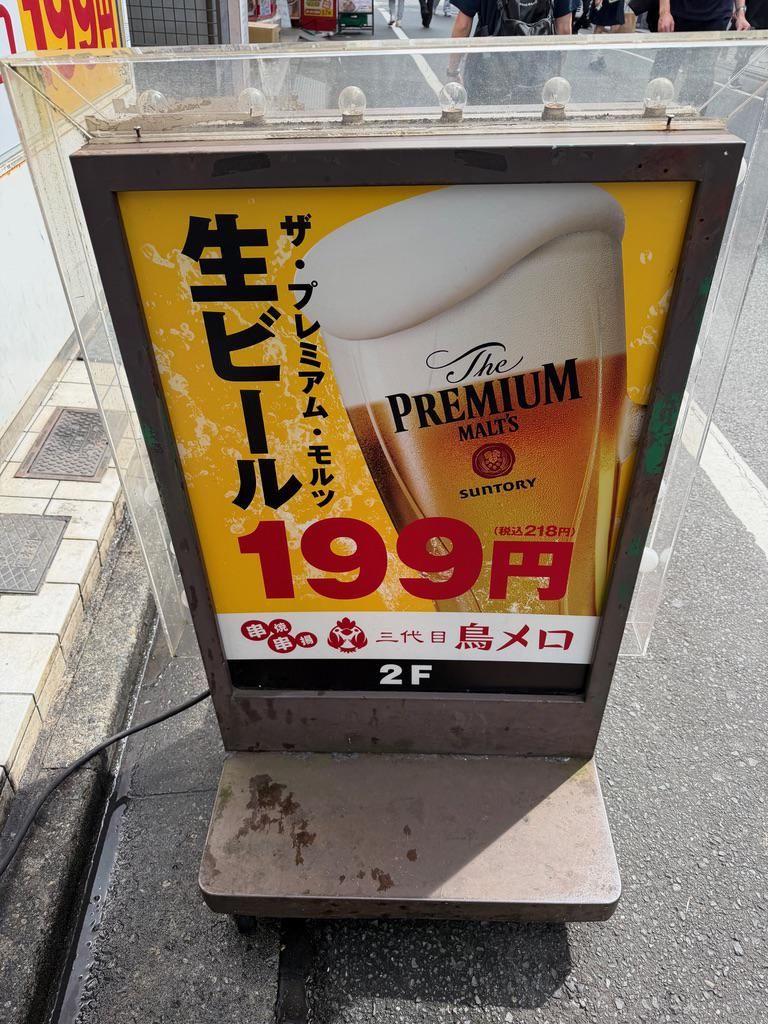 199円
生ビール
ザ・プレミアム・モルツ
The
PREMIUM
MALT'S
SUNTORY
(税込218円)
199円
串焼
串揚
三代目 鳥メロ
2F